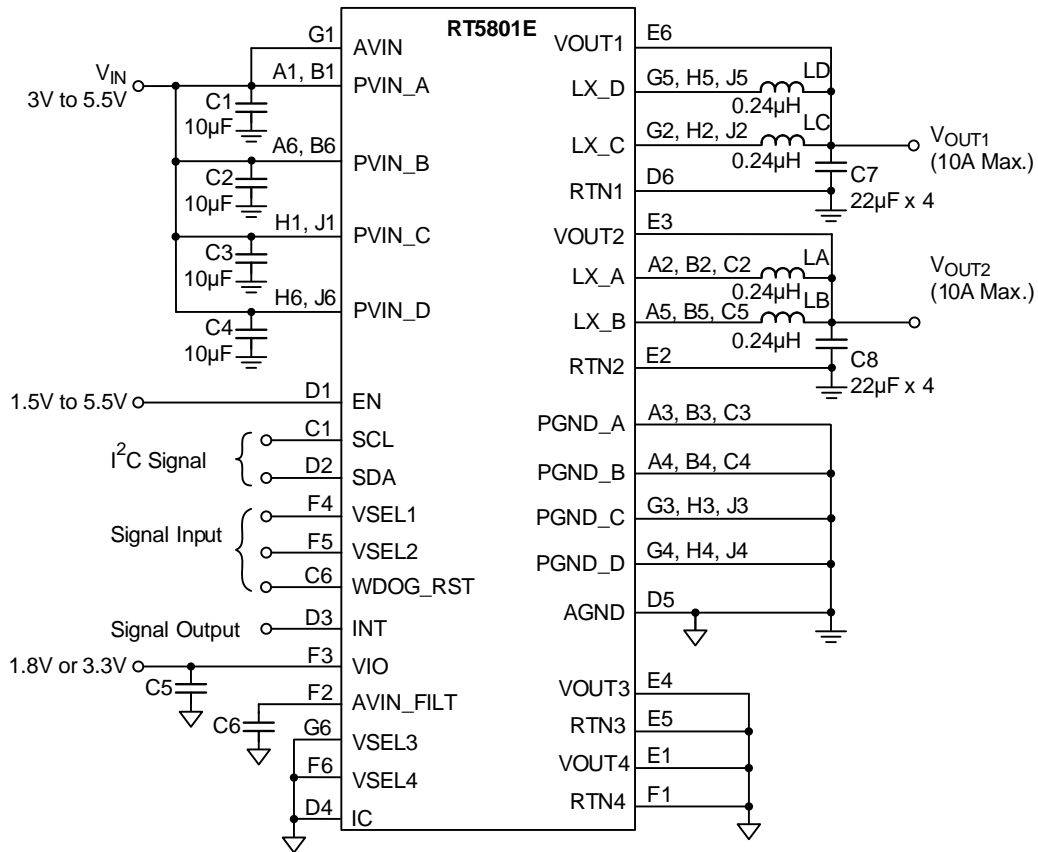 RT5801E
V_IN
3V to 5.5V
G1
AVIN
A1, B1
PVIN_A
C1
10µF
A6, B6
PVIN_B
C2
10µF
H1, J1
PVIN_C
C3
10µF
H6, J6
PVIN_D
C4
10µF
1.5V to 5.5V
D1
EN
I²C Signal
C1
SCL
D2
SDA
Signal Input
F4
VSEL1
F5
VSEL2
C6
WDOG_RST
Signal Output
D3
INT
1.8V or 3.3V
F3
VIO
C5
F2
AVIN_FILT
C6
G6
VSEL3
F6
VSEL4
D4
IC
VOUT1
E6
LX_D
G5, H5, J5
LD
0.24µH
LX_C
G2, H2, J2
LC
0.24µH
V_OUT1
(10A Max.)
RTN1
D6
C7
22µF x 4
VOUT2
E3
LX_A
A2, B2, C2
LA
0.24µH
LX_B
A5, B5, C5
LB
0.24µH
V_OUT2
(10A Max.)
RTN2
E2
C8
22µF x 4
PGND_A
A3, B3, C3
PGND_B
A4, B4, C4
PGND_C
G3, H3, J3
PGND_D
G4, H4, J4
AGND
D5
VOUT3
E4
RTN3
E5
VOUT4
E1
RTN4
F1